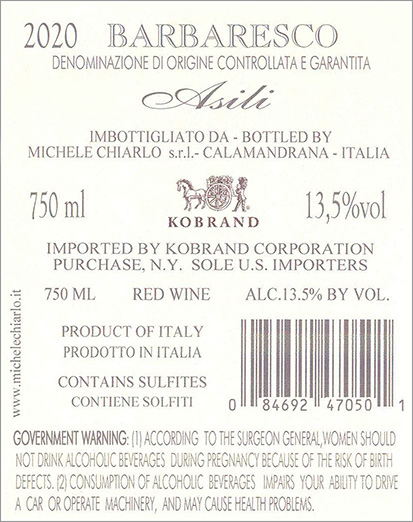 2020 BARBARESCO
DENOMINAZIONE DI ORIGINE CONTROLLATA E GARANTITA
Asili
IMBOTTIGLIATO DA - BOTTLED BY
MICHELE CHIARLO s.r.l.- CALAMANDRANA - ITALIA
750 ml
KOBRAND
13,5%vol
IMPORTED BY KOBRAND CORPORATION
PURCHASE, N.Y. SOLE U.S. IMPORTERS
750 ML RED WINE ALC.13.5% BY VOL.
www.michelechiarlo.it
PRODUCT OF ITALY
PRODOTTO IN ITALIA
CONTAINS SULFITES
CONTIENE SOLFITI
0 84692 47050 1
GOVERNMENT WARNING: (1) ACCORDING TO THE SURGEON GENERAL,WOMEN SHOULD
NOT DRINK ALCOHOLIC BEVERAGES DURING PREGNANCY BECAUSE OF THE RISK OF BIRTH
DEFECTS. (2) CONSUMPTION OF ALCOHOLIC BEVERAGES IMPAIRS YOUR ABILITY TO DRIVE
A CAR OR OPERATE MACHINERY, AND MAY CAUSE HEALTH PROBLEMS.